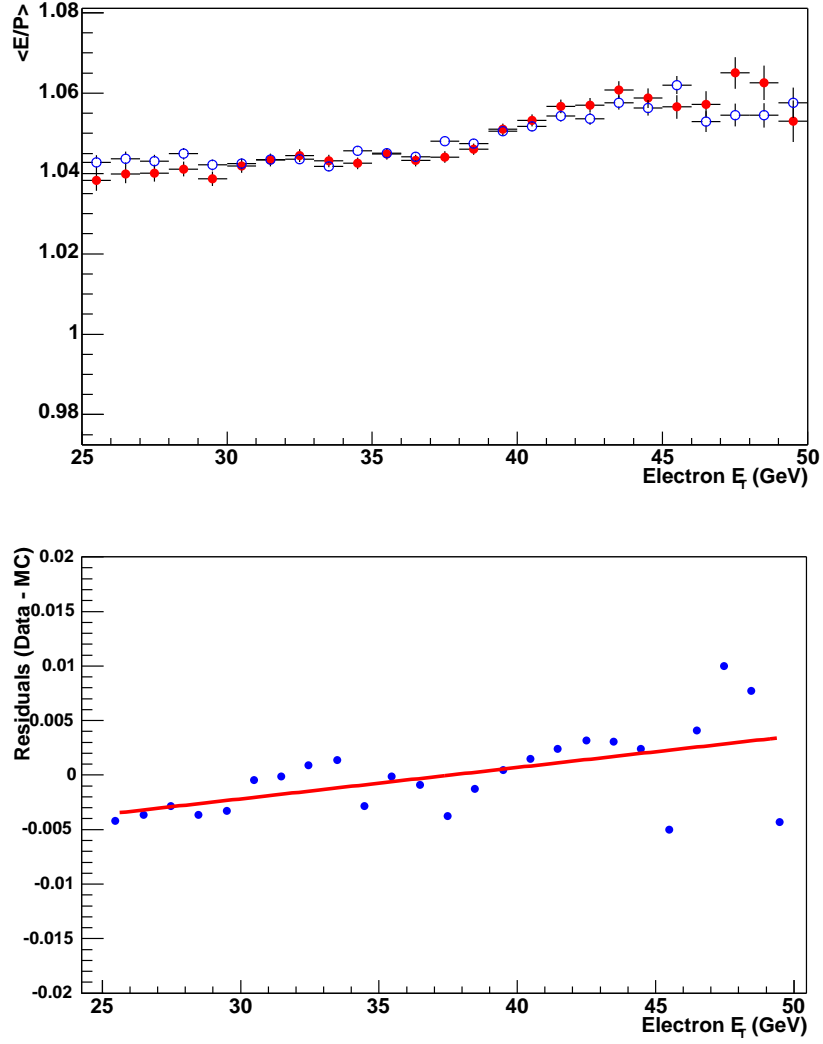 <E/P>
1.08
1.06
1.04
1.02
1
0.98
25 30 35 40 45 50
Electron E_T (GeV)
Residuals (Data - MC)
0.02
0.015
0.01
0.005
0
-0.005
-0.01
-0.015
-0.02
25 30 35 40 45 50
Electron E_T (GeV)